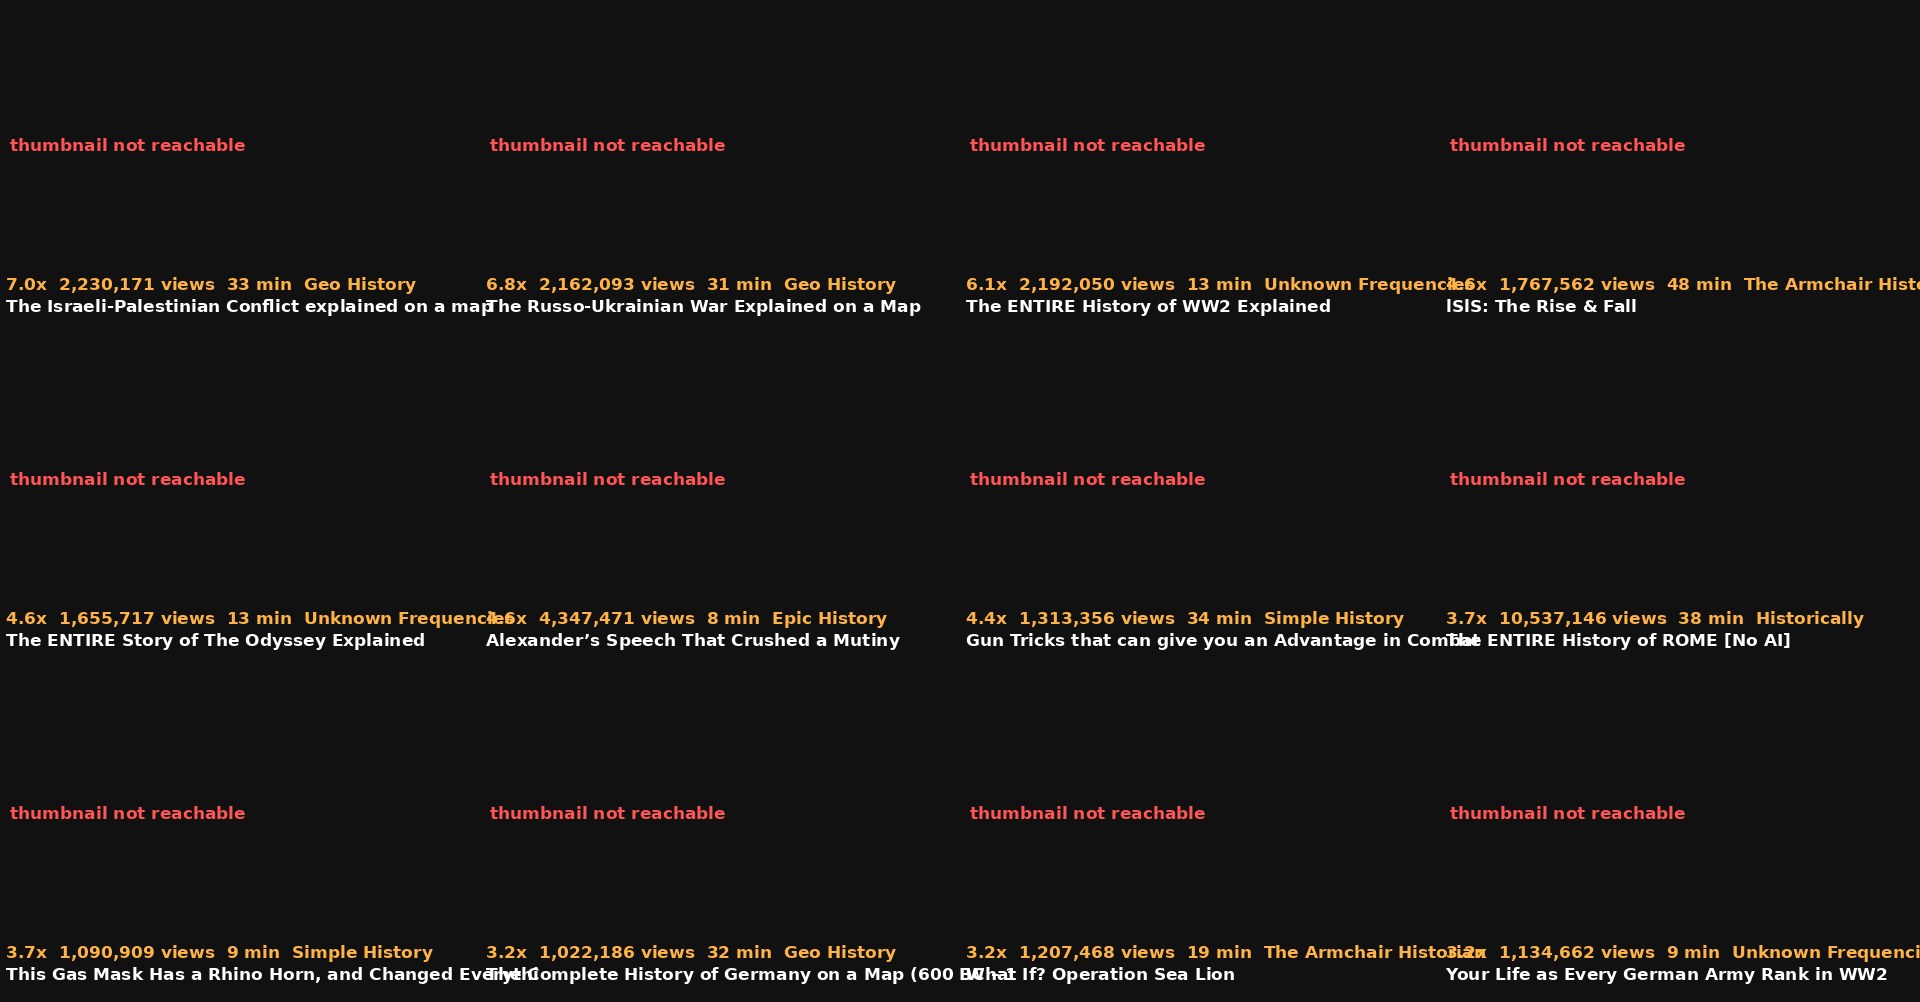 thumbnail not reachable
thumbnail not reachable
thumbnail not reachable
thumbnail not reachable
7.0x 2,230,171 views 33 min Geo History
6.8x 2,162,093 views 31 min Geo History
6.1x 2,192,050 views 13 min Unknown Frequencies
4.6x 1,767,562 views 48 min The Armchair
The Israeli-Palestinian Conflict explained on a map
The Russo-Ukrainian War Explained on a Map
The ENTIRE History of WW2 Explained
ISIS: The Rise & Fall
thumbnail not reachable
thumbnail not reachable
thumbnail not reachable
thumbnail not reachable
4.6x 1,655,717 views 13 min Unknown Frequencies
4.6x 4,347,471 views 8 min Epic History
4.4x 1,313,356 views 34 min Simple History
3.7x 10,537,146 views 38 min Historically
The ENTIRE Story of The Odyssey Explained
Alexander’s Speech That Crushed a Mutiny
Gun Tricks that can give you an Advantage in Combat
The ENTIRE History of ROME [No AI]
thumbnail not reachable
thumbnail not reachable
thumbnail not reachable
thumbnail not reachable
3.7x 1,090,909 views 9 min Simple History
3.2x 1,022,186 views 32 min Geo History
3.2x 1,207,468 views 19 min The Armchair Historian
3.2x 1,134,662 views 9 min Unknown
This Gas Mask Has a Rhino Horn, and Changed
The Complete History of Germany on a Map (600 BC
What If? Operation Sea Lion
Your Life as Every German Army Rank in WW2